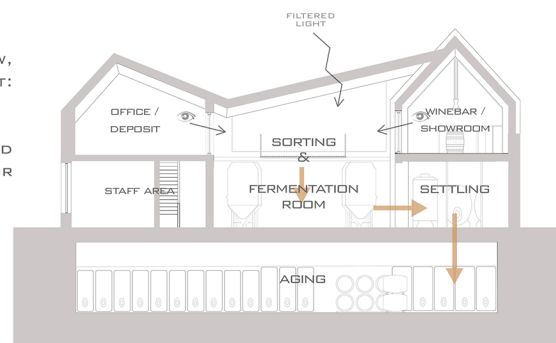 FILTERED
LIGHT
W,
T:
D
R
OFFICE /
DEPOSIT
WINEBAR /
SHOWROOM
SORTING
&
STAFF AREA
FERMENTATION
ROOM
SETTLING
AGING